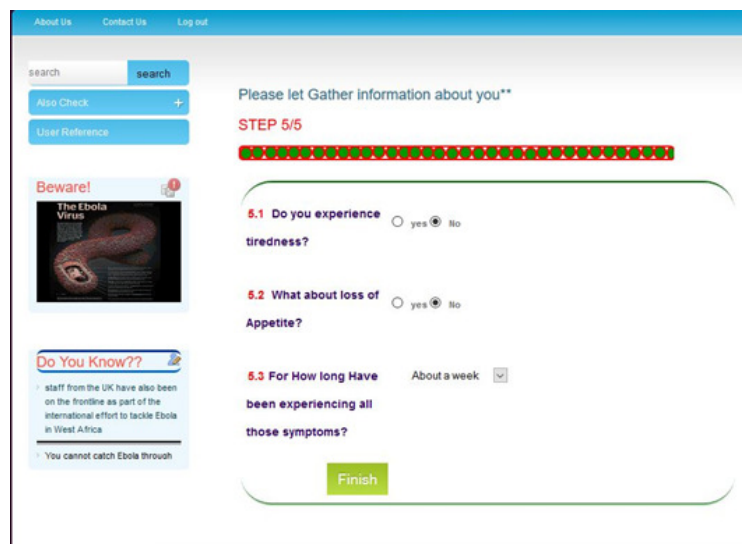 About Us Contact Us Log out
search search
Also Check +
User Reference
Please let Gather information about you**
STEP 5/5
Beware!
The Ebola
Virus
5.1 Do you experience
tiredness?
yes No
5.2 What about loss of
Appetite?
yes No
Do You Know??
staff from the UK have also been
on the frontline as part of the
international effort to tackle Ebola
in West Africa
You cannot catch Ebola through
5.3 For How long Have
been experiencing all
those symptoms?
About a week
Finish